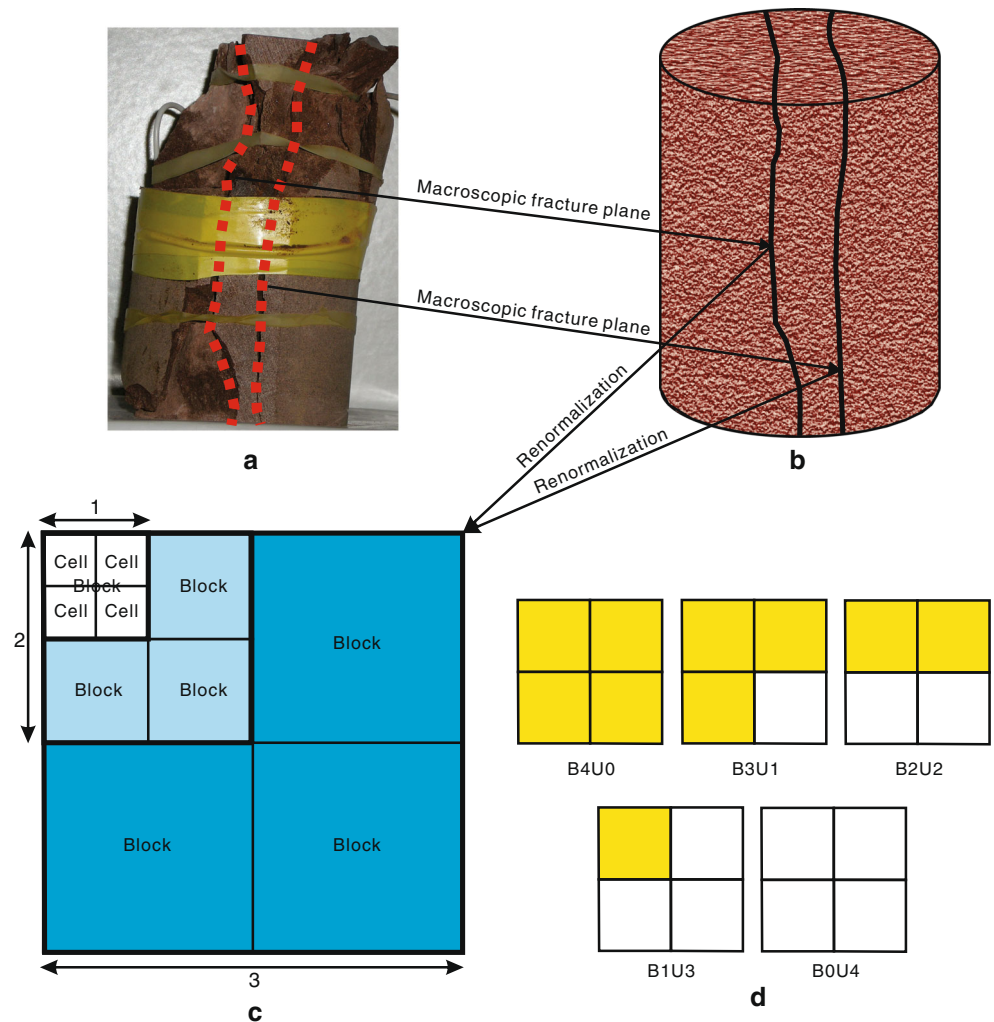 Macroscopic fracture plane
Macroscopic fracture plane
Renormalization
Renormalization
a
b
1
2
3
Cell
Cell
Block
Cell
Cell
Block
Block
Block
Block
Block
Block
c
B4U0
B3U1
B2U2
B1U3
B0U4
d